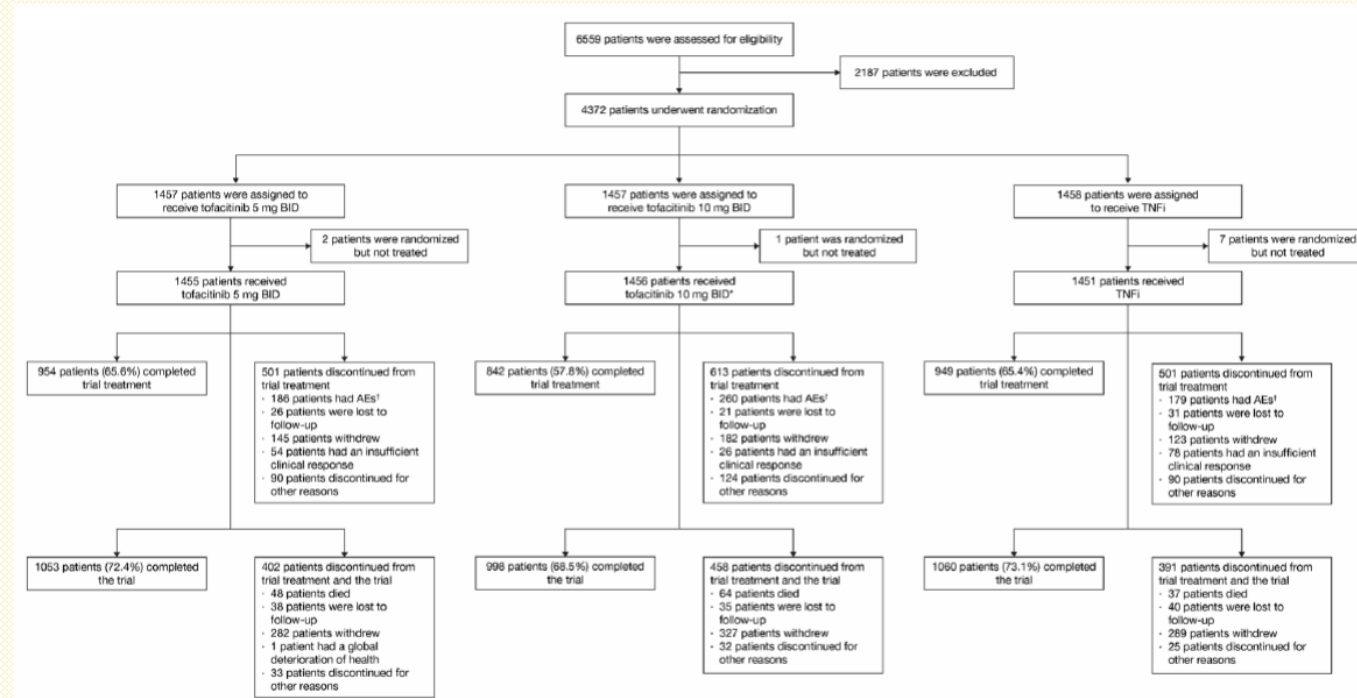 6559 patients were assessed for eligibility
2187 patients were excluded
4372 patients underwent randomization
1457 patients were assigned to
receive tofacitinib 5 mg BID
1457 patients were assigned to
receive tofacitinib 10 mg BID
1458 patients were assigned
to receive TNFi
2 patients were randomized
but not treated
1 patient was randomized
but not treated
7 patients were randomized
but not treated
1455 patients received
tofacitinib 5 mg BID
1456 patients received
tofacitinib 10 mg BID*
1451 patients received
TNFi
954 patients (65.6%) completed
trial treatment
501 patients discontinued from
trial treatment
· 186 patients had AEs†
· 26 patients were lost to
follow-up
· 145 patients withdrew
· 54 patients had an insufficient
clinical response
· 90 patients discontinued for
other reasons
842 patients (57.8%) completed
trial treatment
613 patients discontinued from
trial treatment
· 260 patients had AEs†
· 21 patients were lost to
follow-up
· 182 patients withdrew
· 26 patients had an insufficient
clinical response
· 124 patients discontinued for
other reasons
949 patients (65.4%) completed
trial treatment
501 patients discontinued from
trial treatment
· 179 patients had AEs†
· 31 patients were lost to
follow-up
· 123 patients withdrew
· 78 patients had an insufficient
clinical response
· 90 patients discontinued for
other reasons
1053 patients (72.4%) completed
the trial
402 patients discontinued from
trial treatment and the trial
· 48 patients died
· 38 patients were lost to
follow-up
· 282 patients withdrew
· 1 patient had a global
deterioration of health
· 33 patients discontinued for
other reasons
998 patients (68.5%) completed
the trial
458 patients discontinued from
trial treatment and the trial
· 64 patients died
· 35 patients were lost to
follow-up
· 327 patients withdrew
· 32 patients discontinued for
other reasons
1060 patients (73.1%) completed
the trial
391 patients discontinued from
trial treatment and the trial
· 37 patients died
· 40 patients were lost to
follow-up
· 289 patients withdrew
· 25 patients discontinued for
other reasons